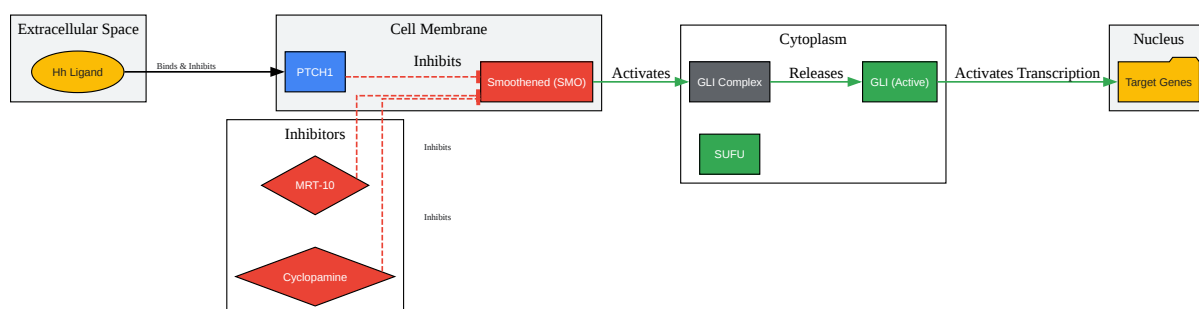 Extracellular Space
Hh Ligand
Binds & Inhibits
Cell Membrane
PTCH1
Inhibits
Smoothened (SMO)
Activates
Cytoplasm
GLI Complex
Releases
GLI (Active)
SUFU
Activates Transcription
Nucleus
Target Genes
Inhibitors
MRT-10
Inhibits
Cyclopamine
Inhibits